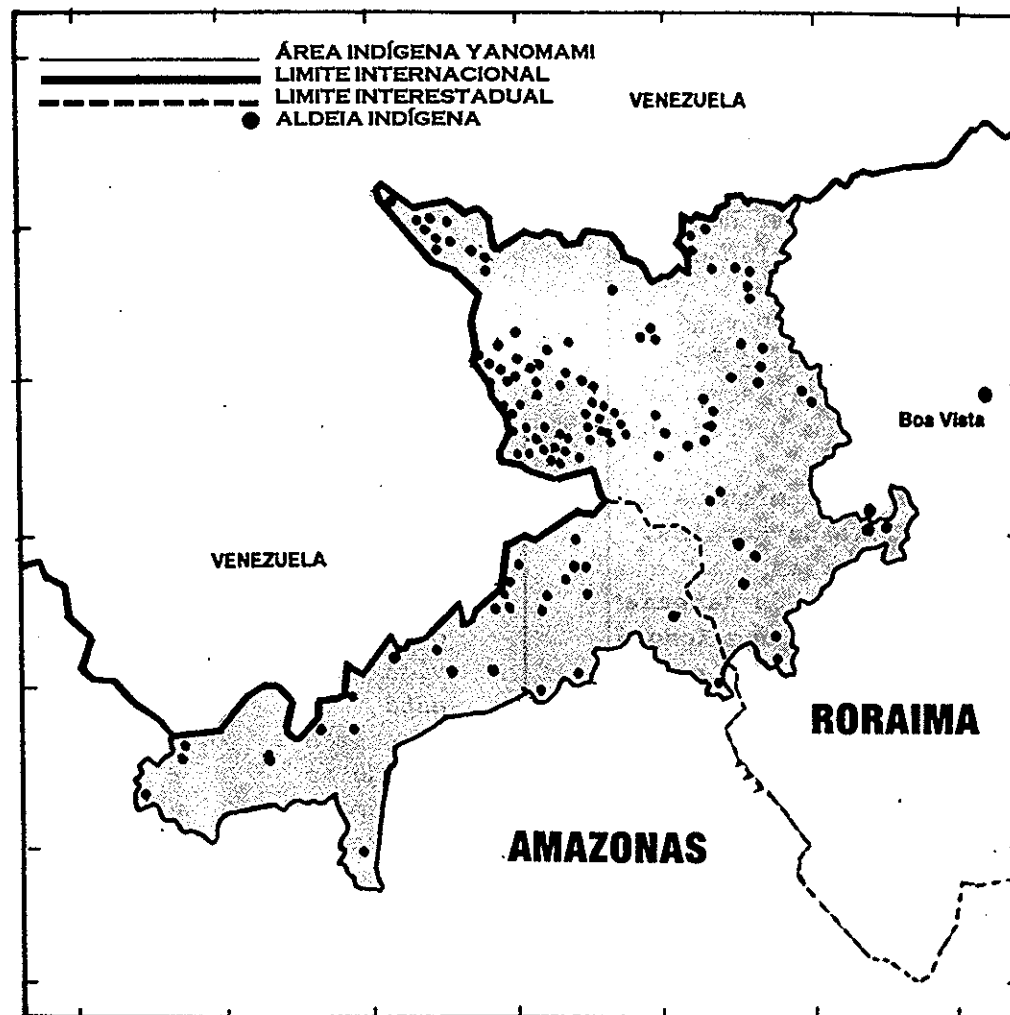 ÁREA INDÍGENA YANOMAMI
LIMITE INTERNACIONAL
LIMITE INTERESTADUAL
ALDEIA INDÍGENA
VENEZUELA
Boa Vista
VENEZUELA
RORAIMA
AMAZONAS